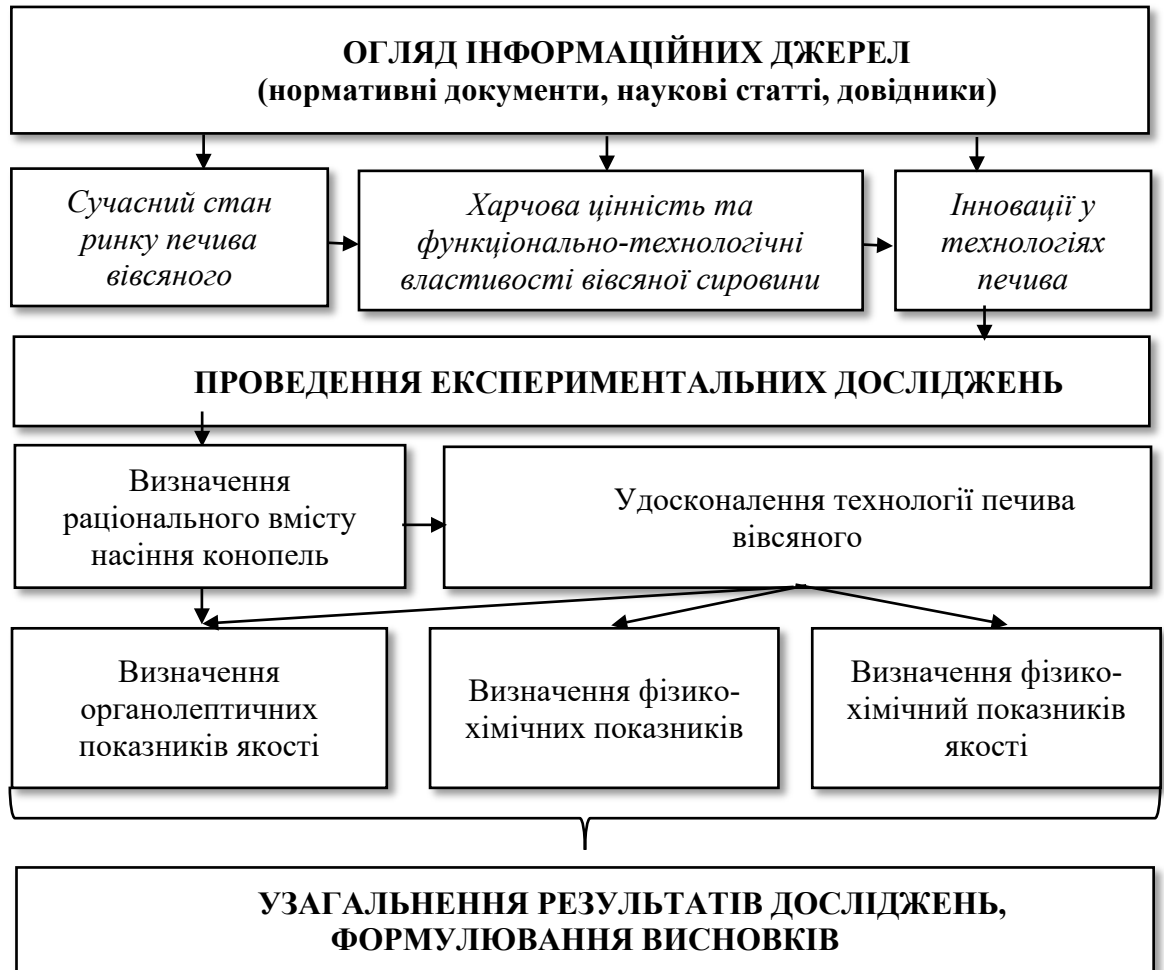 ОГЛЯД ІНФОРМАЦІЙНИХ ДЖЕРЕЛ
(нормативні документи, наукові статті, довідники)
Сучасний стан
ринку печива
вівсяного
Харчова цінність та
функціонально-технологічні
властивості вівсяної сировини
Інновації у
технологіях
печива
ПРОВЕДЕННЯ ЕКСПЕРИМЕНТАЛЬНИХ ДОСЛІДЖЕНЬ
Визначення
раціонального вмісту
насіння конопель
Удосконалення технології печива
вівсяного
Визначення
органолептичних
показників якості
Визначення фізико-
хімічних показників
Визначення фізико-
хімічний показників
якості
УЗАГАЛЬНЕННЯ РЕЗУЛЬТАТІВ ДОСЛІДЖЕНЬ,
ФОРМУЛЮВАННЯ ВИСНОВКІВ